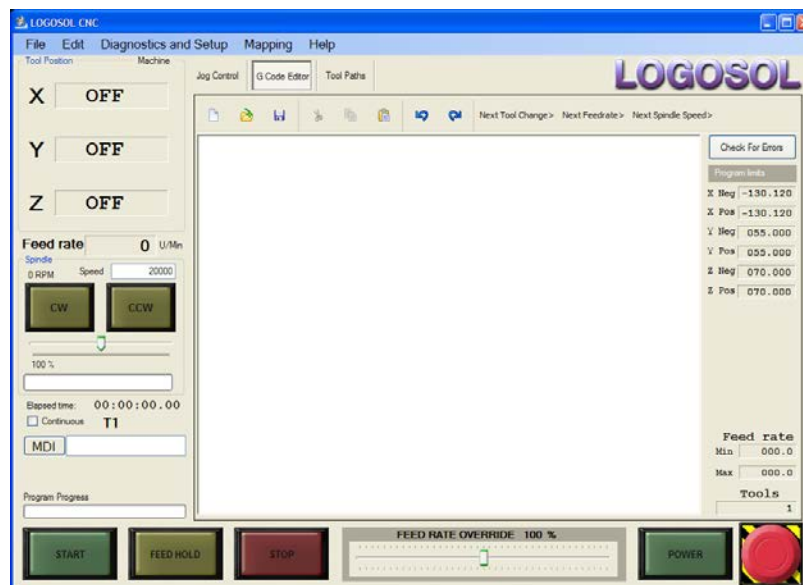 LOGOSOL CNC
File Edit Diagnostics and Setup Mapping Help
Tool Position Machine
X OFF
Y OFF
Z OFF
Feed rate 0 U/Min
Spindle
0 RPM Speed 20000
CW CCW
100 %
Elapsed time: 00:00:00.00
Continuous T1
MDI
Program Progress
Jog Control G Code Editor Tool Paths
LOGOSOL
Next Tool Change> Next Feedrate> Next Spindle Speed>
Check For Errors
Program limits
X Neg -130.120
X Pos -130.120
Y Neg 055.000
Y Pos 055.000
Z Neg 070.000
Z Pos 070.000
Feed rate
Min 000.0
Max 000.0
Tools
1
START FEED HOLD STOP
FEED RATE OVERRIDE 100 %
POWER